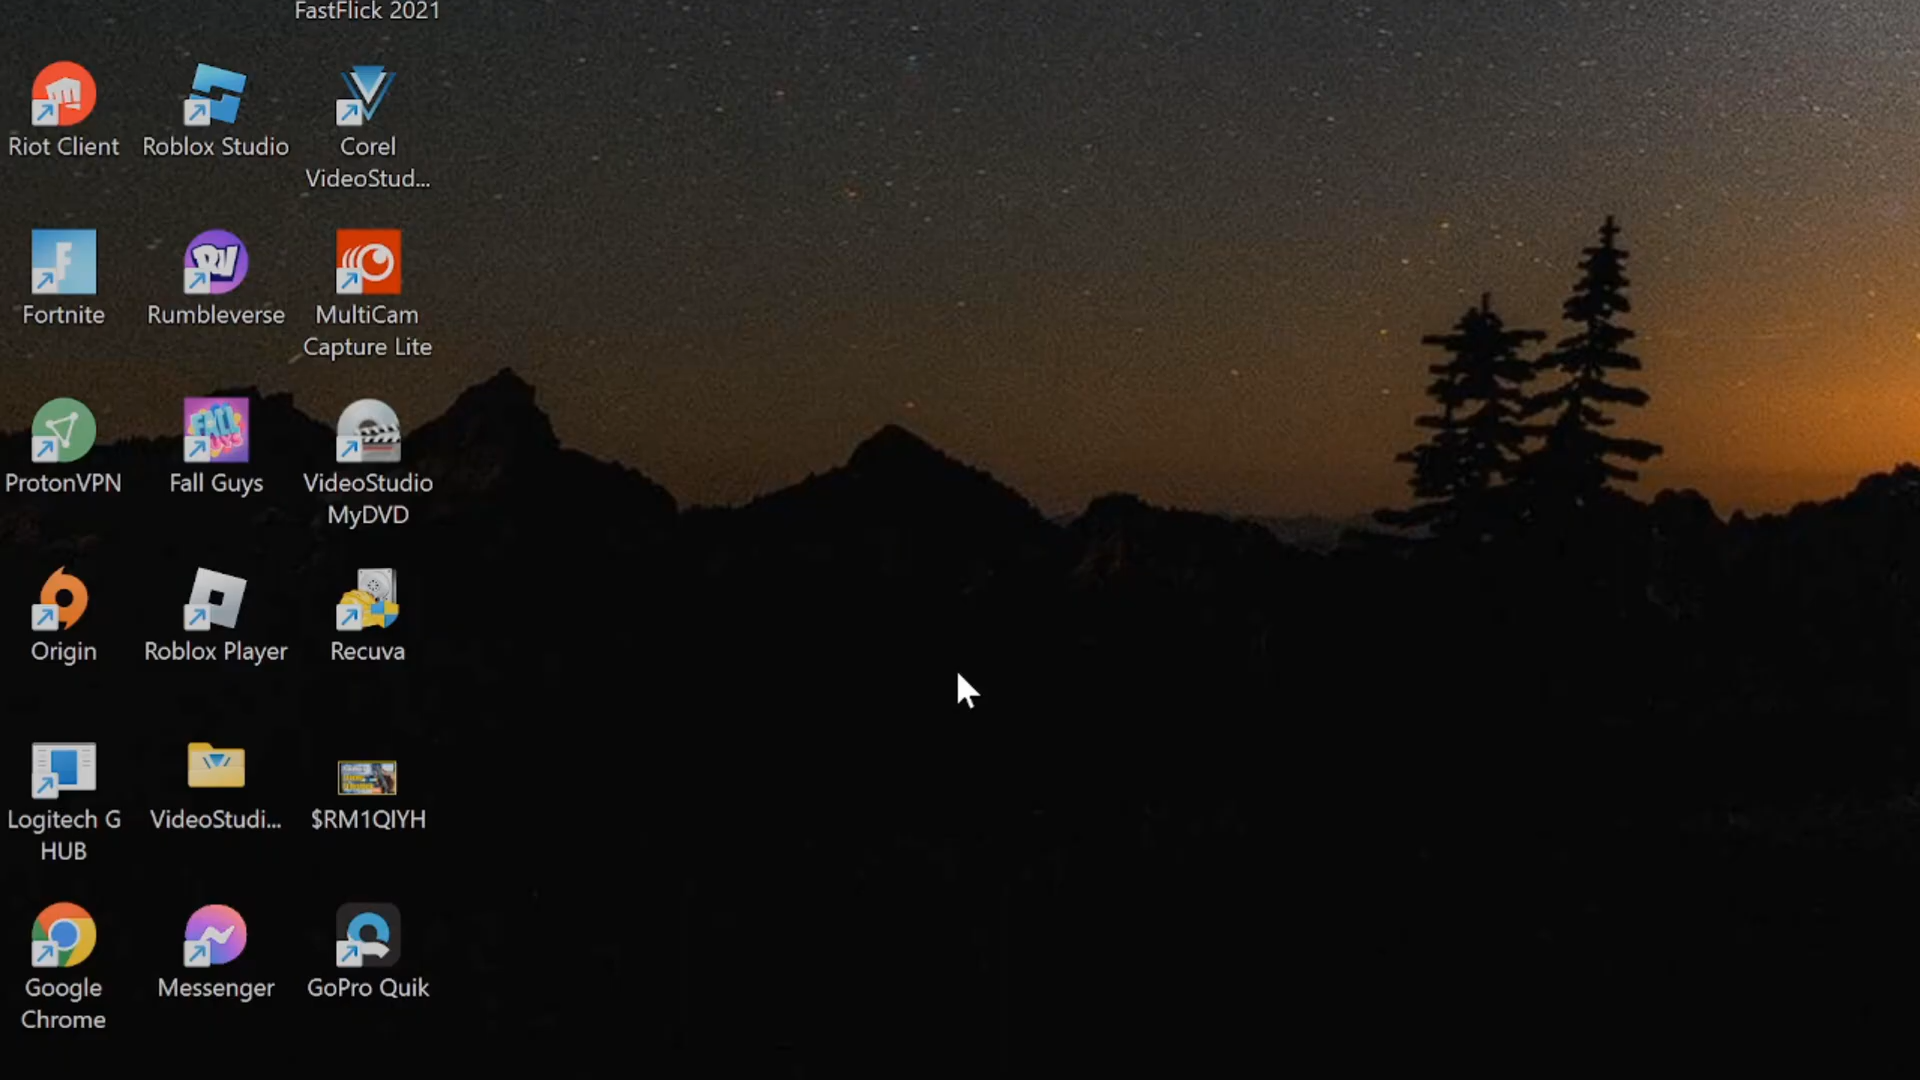 FastFlick 2021
Riot Client
Roblox Studio
Corel
VideoStud...
Fortnite
Rumbleverse
MultiCam
Capture Lite
ProtonVPN
Fall Guys
VideoStudio
MyDVD
Origin
Roblox Player
Recuva
Logitech G
HUB
VideoStudi...
$RM1QIYH
Google
Chrome
Messenger
GoPro Quik